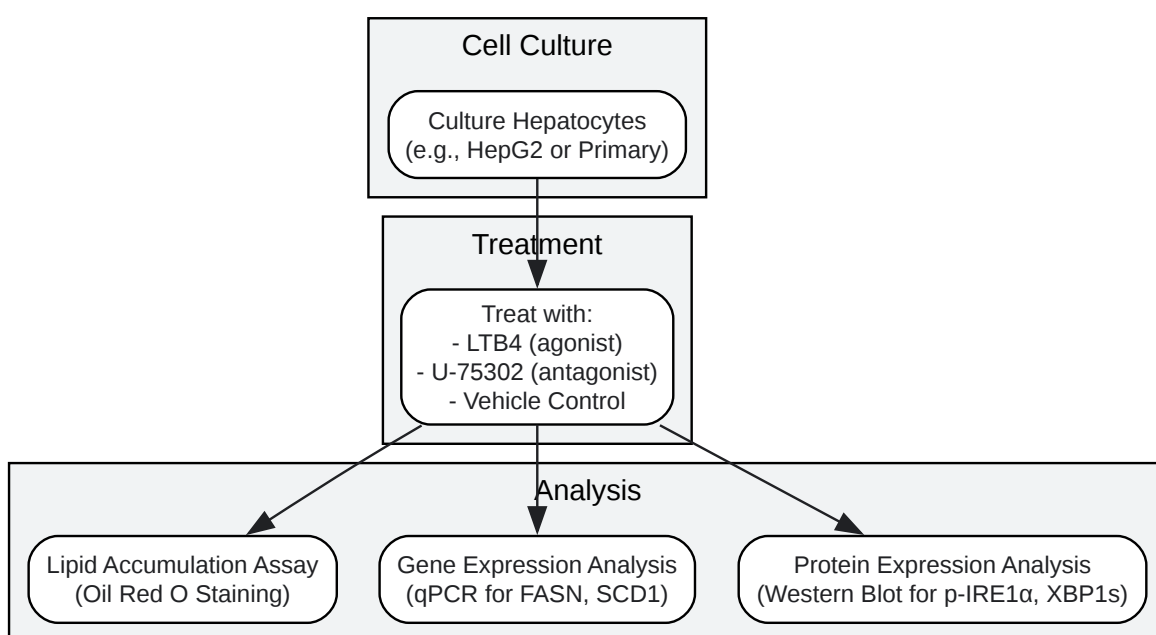 Cell Culture
Culture Hepatocytes
(e.g., HepG2 or Primary)
Treatment
Treat with:
- LTB4 (agonist)
- U-75302 (antagonist)
- Vehicle Control
Analysis
Lipid Accumulation Assay
(Oil Red O Staining)
Gene Expression Analysis
(qPCR for FASN, SCD1)
Protein Expression Analysis
(Western Blot for p-IRE1α, XBP1s)